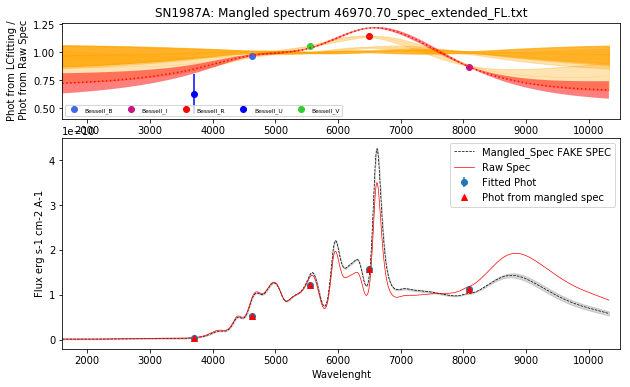 SN1987A: Mangled spectrum 46970.70_spec_extended_FL.txt
Phot from LCfitting /
Phot from Raw Spec
1.25
1.00
0.75
0.50
Bessell_B
Bessell_I
Bessell_R
Bessell_U
Bessell_V
2000 3000 4000 5000 6000 7000 8000 9000 10000
1e−10
Flux erg s-1 cm-2 A-1
4
3
2
1
0
Mangled_Spec FAKE SPEC
Raw Spec
Fitted Phot
Phot from mangled spec
2000 3000 4000 5000 6000 7000 8000 9000 10000
Wavelenght